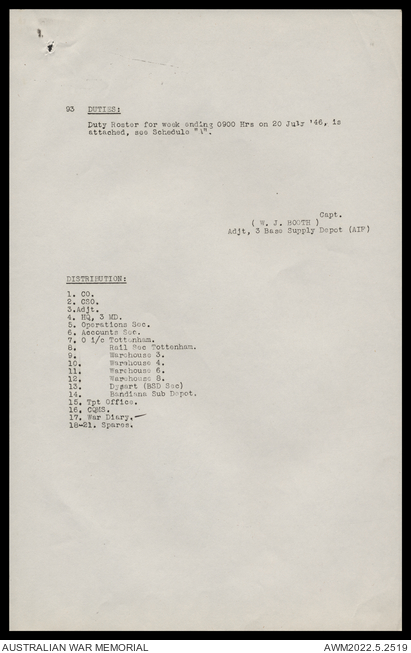 93 DUTIES:
Duty Roster for week ending 0900 Hrs on 20 July '46, is
attached, see Schedule "A".
Capt.
( W. J. BOOTH )
Adjt, 3 Base Supply Depot (AIF)
DISTRIBUTION:
1. CO.
2. CSO.
3.Adjt.
4. HQ, 3 MD.
5. Operations Sec.
6. Accounts Sec.
7. O i/c Tottenham.
8. Rail Sec Tottenham.
9. Warehouse 3.
10. Warehouse 4.
11. Warehouse 6.
12. Warehouse 8.
13. Dysart (BSD Sec)
14. Bandiana Sub Depot.
15. Tpt Office.
16. CQMS.
17. War Diary.
18-21. Spares.
AUSTRALIAN WAR MEMORIAL
AWM2022.5.2519